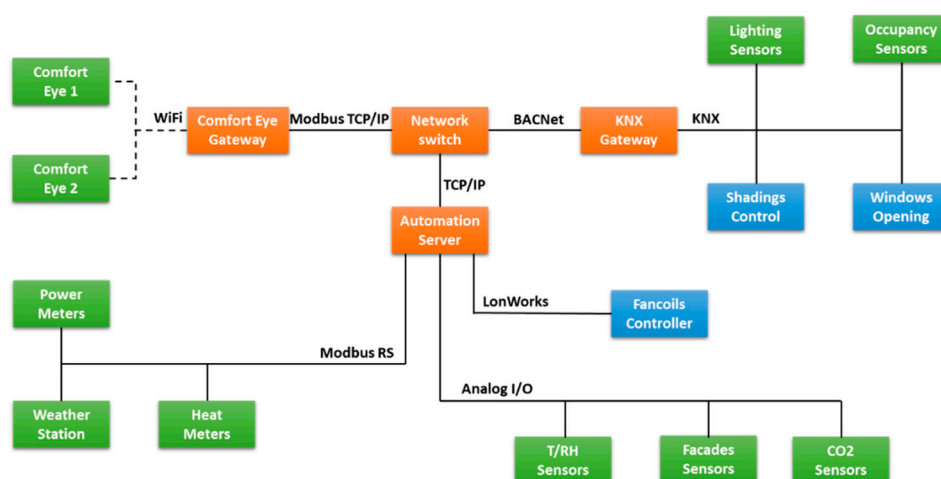 Lighting
Sensors
Occupancy
Sensors
Comfort
Eye 1
WiFi
Comfort Eye
Gateway
Modbus TCP/IP
Network
switch
BACNet
KNX
Gateway
KNX
Comfort
Eye 2
TCP/IP
Shadings
Control
Windows
Opening
Automation
Server
Power
Meters
LonWorks
Fancoils
Controller
Modbus RS
Analog I/O
Weather
Station
Heat
Meters
T/RH
Sensors
Facades
Sensors
CO2
Sensors